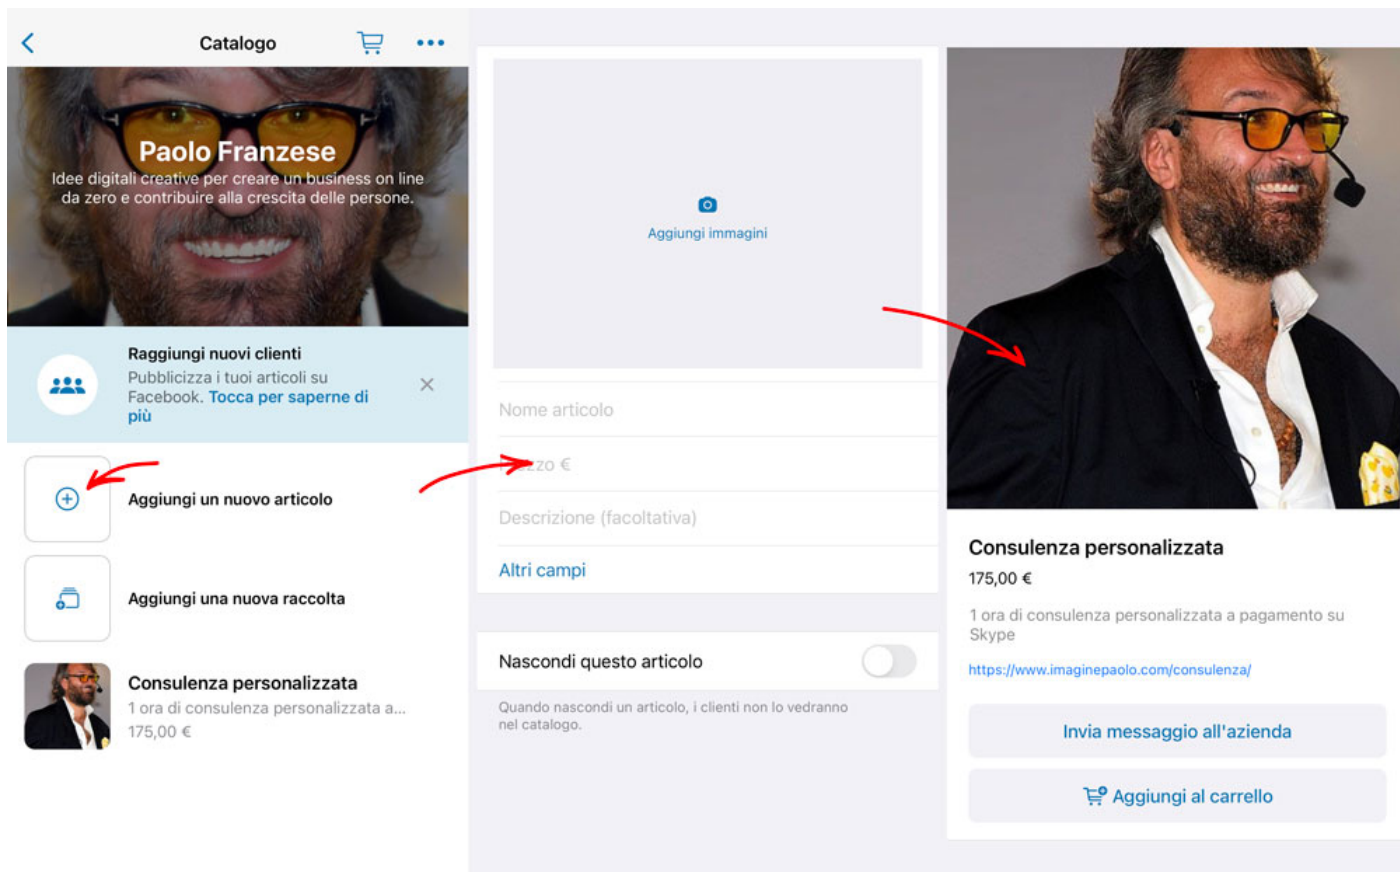 Catalogo
Paolo Franzese
Idee digitali creative per creare un business on line
da zero e contribuire alla crescita delle persone.
Raggiungi nuovi clienti
Pubblicizza i tuoi articoli su
Facebook. Tocca per saperne di
più
Aggiungi un nuovo articolo
Aggiungi una nuova raccolta
Consulenza personalizzata
1 ora di consulenza personalizzata a...
175,00 €
Aggiungi immagini
Nome articolo
€
Descrizione (facoltativa)
Altri campi
Nascondi questo articolo
Quando nascondi un articolo, i clienti non lo vedranno
nel catalogo.
Consulenza personalizzata
175,00 €
1 ora di consulenza personalizzata a pagamento su
Skype
https://www.imaginepaolo.com/consulenza/
Invia messaggio all'azienda
Aggiungi al carrello